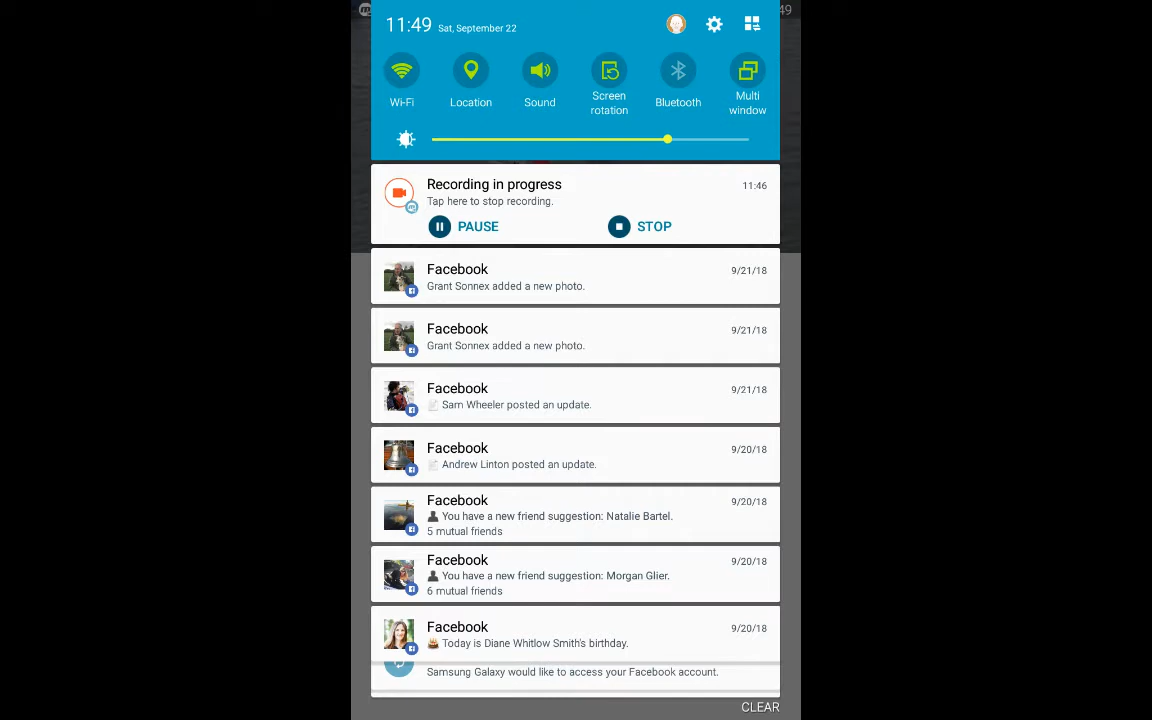 49
11:49 Sat, September 22
Wi-Fi
Location
Sound
Screen
rotation
Bluetooth
Multi
window
Recording in progress 11:46
Tap here to stop recording.
PAUSE STOP
Facebook 9/21/18
Grant Sonnex added a new photo.
Facebook 9/21/18
Grant Sonnex added a new photo.
Facebook 9/21/18
Sam Wheeler posted an update.
Facebook 9/20/18
Andrew Linton posted an update.
Facebook 9/20/18
You have a new friend suggestion: Natalie Bartel.
5 mutual friends
Facebook 9/20/18
You have a new friend suggestion: Morgan Glier.
6 mutual friends
Facebook 9/20/18
Today is Diane Whitlow Smith's birthday.
Samsung Galaxy would like to access your Facebook account.
CLEAR